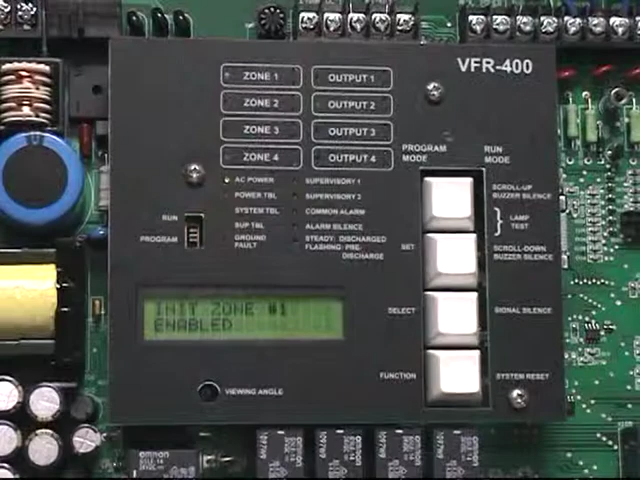 VFR-400
ZONE 1
OUTPUT 1
ZONE 2
OUTPUT 2
ZONE 3
OUTPUT 3
ZONE 4
OUTPUT 4
PROGRAM
MODE
RUN
MODE
AC POWER
SUPERVISORY 1
POWER TBL
SUPERVISORY 2
SYSTEM TBL
COMMON ALARM
SUP TBL
ALARM SILENCE
GROUND
FAULT
STEADY: DISCHARGED
FLASHING: PRE-
DISCHARGE
RUN
PROGRAM
SCROLL-UP
BUZZER SILENCE
LAMP
TEST
SET
SCROLL-DOWN
BUZZER SILENCE
SELECT
SIGNAL SILENCE
FUNCTION
SYSTEM RESET
INIT ZONE #1
ENABLED
VIEWING ANGLE
omron